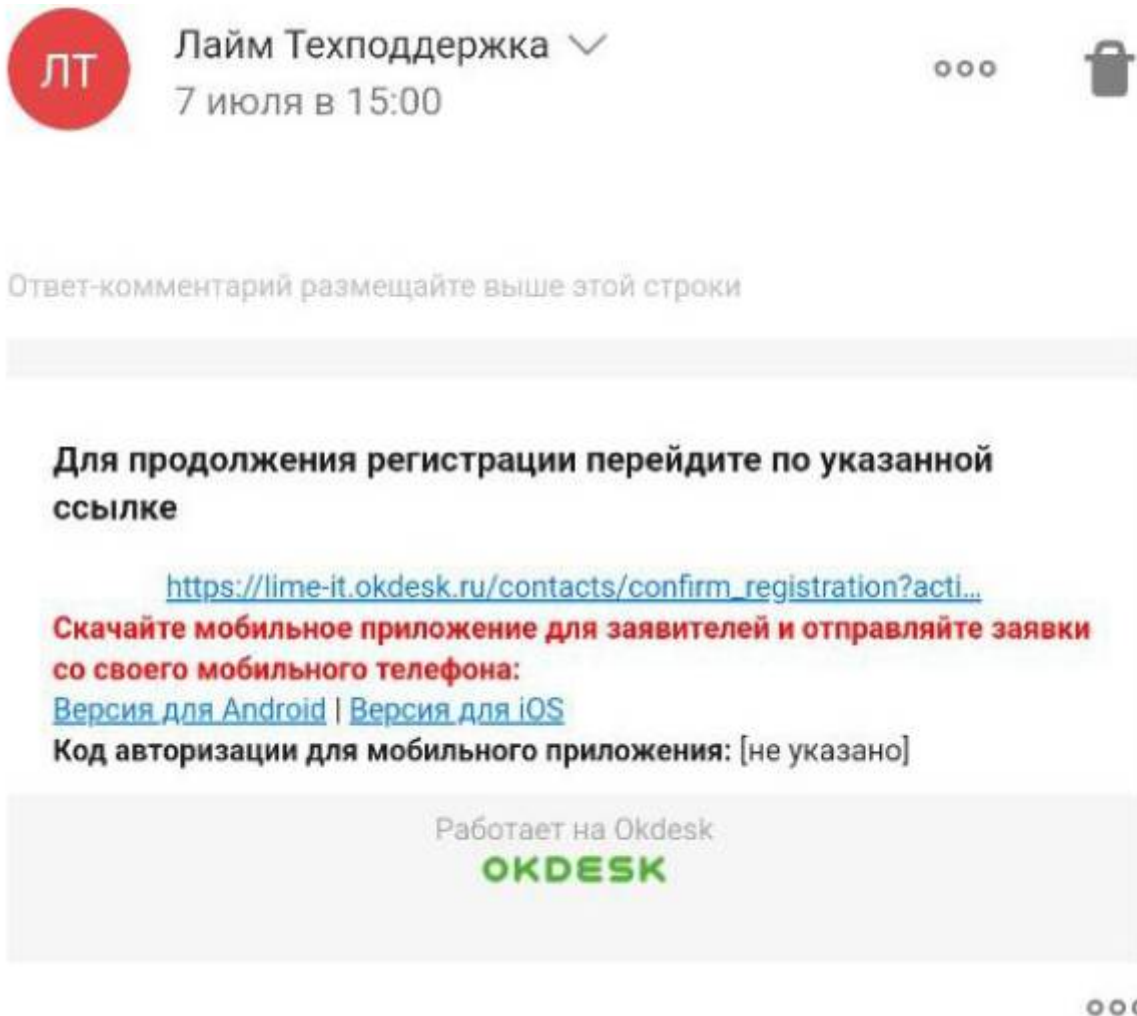 ЛТ
Лайм Техподдержка
7 июля в 15:00
Ответ-комментарий размещайте выше этой строки
Для продолжения регистрации перейдите по указанной
ссылке
https://lime-it.okdesk.ru/contacts/confirm_registration?acti...
Скачайте мобильное приложение для заявителей и отправляйте заявки
со своего мобильного телефона:
Версия для Android | Версия для iOS
Код авторизации для мобильного приложения: [не указано]
Работает на Okdesk
OKDESK